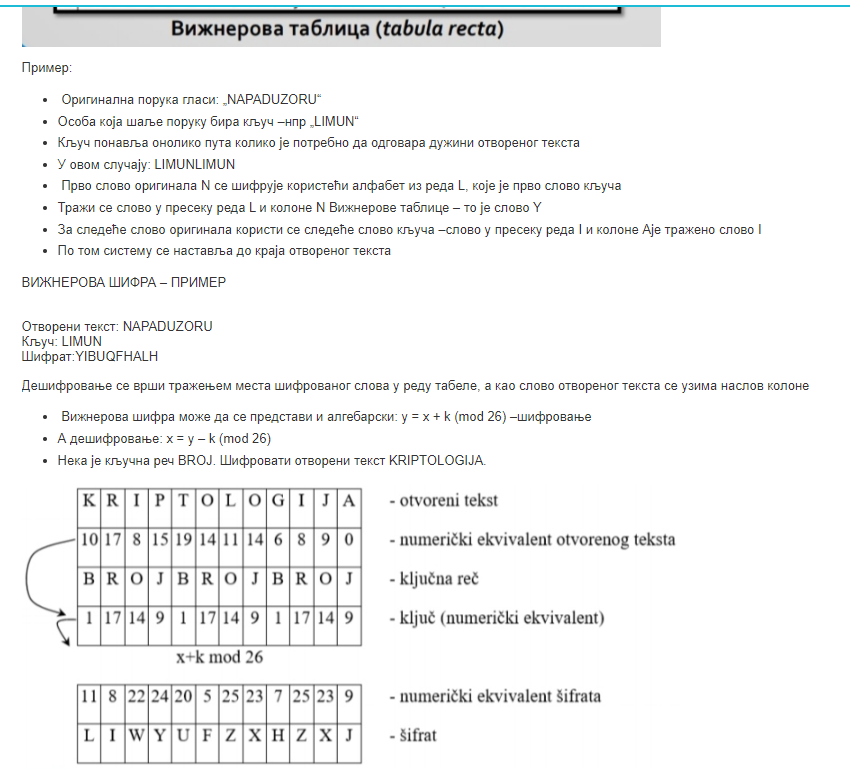 Вижнерова таблица (tabula recta)
Пример:
• Оригинална порука гласи: „NAPADUZORU“
• Особа која шаље поруку бира кључ –нпр „LIMUN“
• Кључ понавља онолико пута колико је потребно да одговара дужини отвореног текста
• У овом случају: LIMUNLIMUN
• Прво слово оригинала N се шифрује користећи алфабет из реда L, које је прво слово кључа
• Тражи се слово у пресеку реда L и колоне N Вижнерове таблице – то је слово Y
• За следеће слово оригинала користи се следеће слово кључа –слово у пресеку реда I и колоне Aје тражено слово I
• По том систему се наставља до краја отвореног текста
ВИЖНЕРОВА ШИФРА – ПРИМЕР
Отворени текст: NAPADUZORU
Кључ: LIMUN
Шифрат:YIBUQFHALH
Дешифровање се врши тражењем места шифрованог слова у реду табеле, а као слово отвореног текста се узима наслов колоне
• Вижнерова шифра може да се представи и алгебарски: y = x + k (mod 26) –шифровање
• А дешифровање: x = y – k (mod 26)
• Нека је кључна реч BROJ. Шифровати отворени текст KRIPTOLOGIJA.
K R I P T O L O G I J A - otvoreni tekst
10 17 8 15 19 14 11 14 6 8 9 0 - numerički ekvivalent otvorenog teksta
B R O J B R O J B R O J - ključna reč
1 17 14 9 1 17 14 9 1 17 14 9 - ključ (numerički ekvivalent)
x+k mod 26
11 8 22 24 20 5 25 23 7 25 23 9 - numerički ekvivalent šifrata
L I W Y U F Z X H Z X J - šifrat